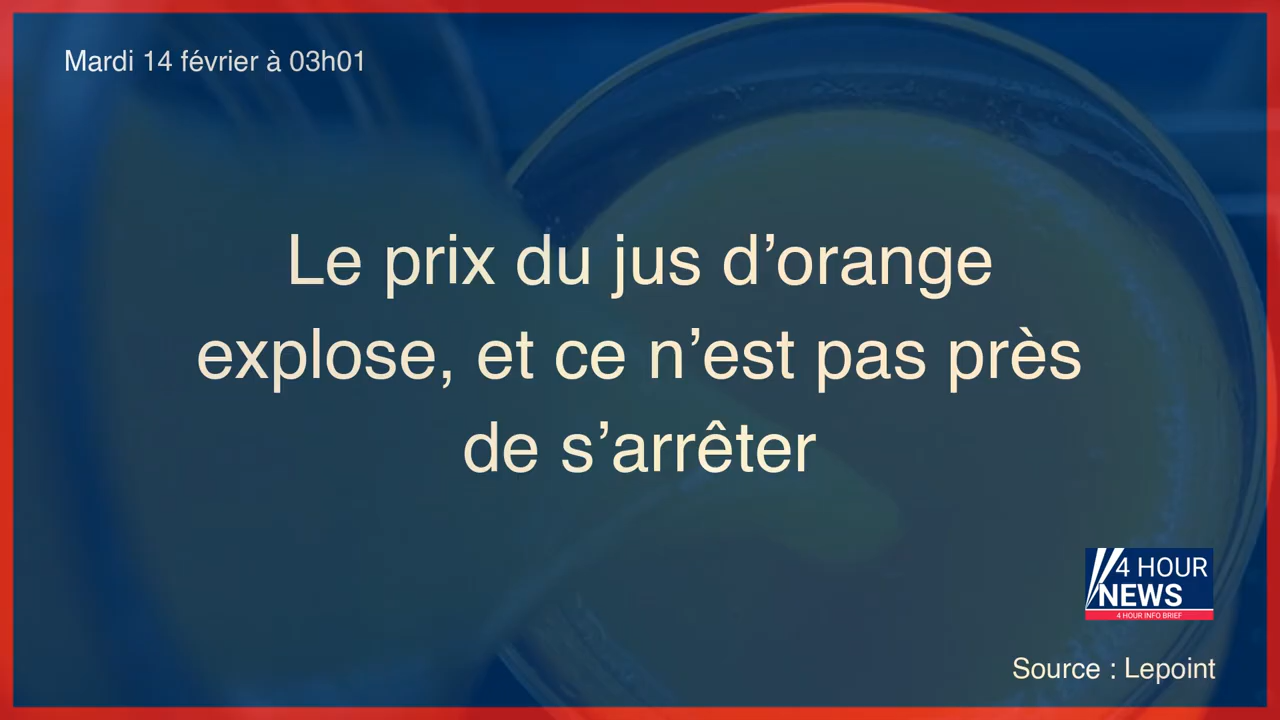 Mardi 14 février à 03h01
Le prix du jus d’orange
explose, et ce n’est pas près
de s’arrêter
4 HOUR
NEWS
4 HOUR INFO BRIEF
Source : Lepoint